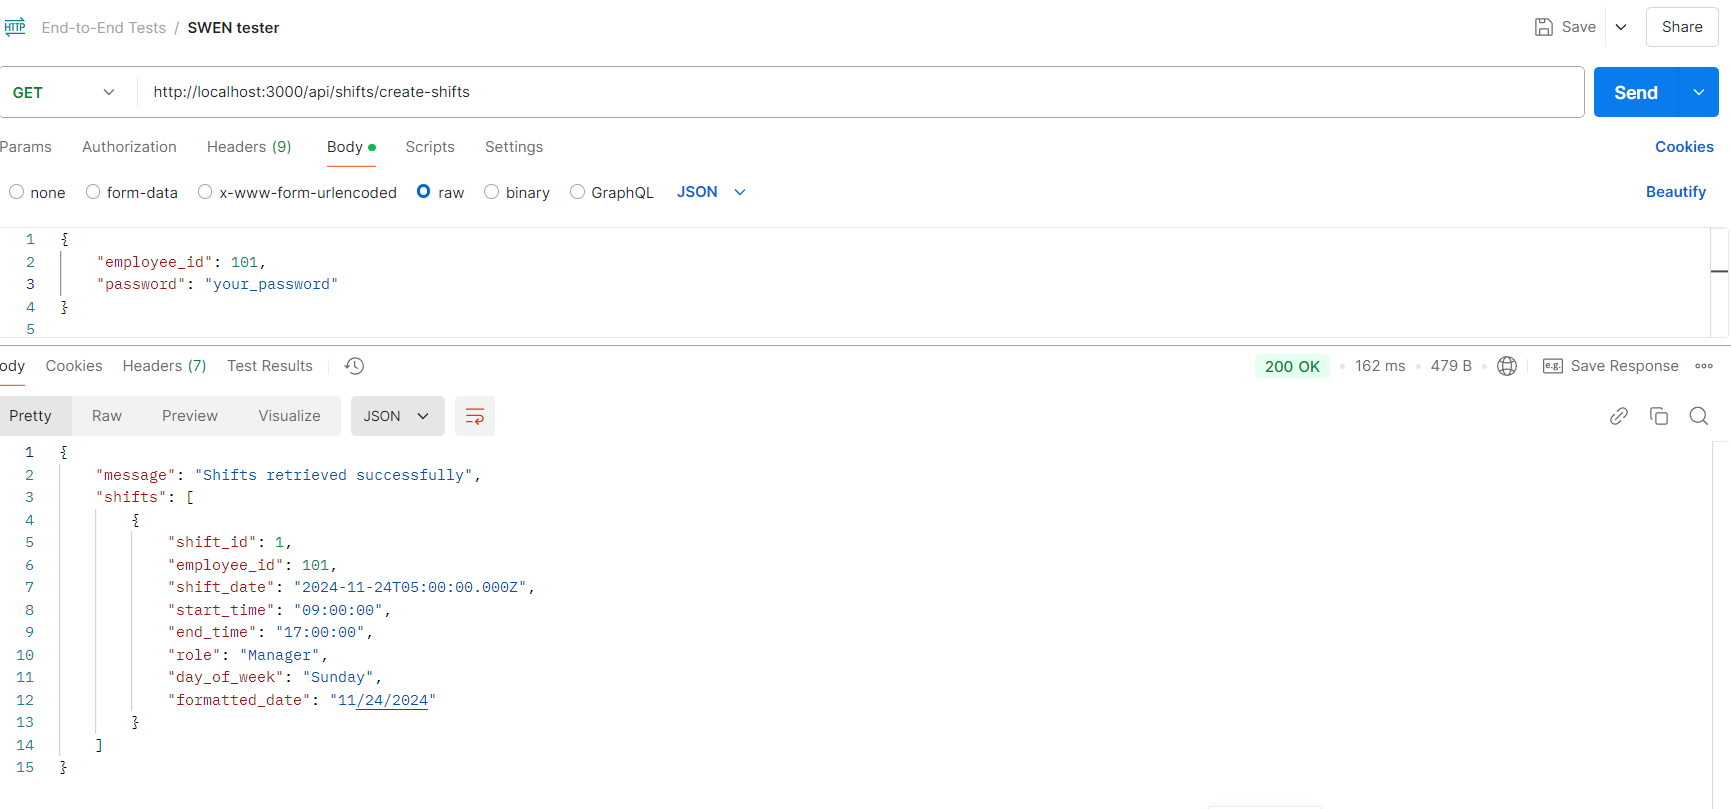 HTTP End-to-End Tests / SWEN tester Save Share
GET http://localhost:3000/api/shifts/create-shifts Send
Params Authorization Headers (9) Body Scripts Settings Cookies
none form-data x-www-form-urlencoded raw binary GraphQL JSON Beautify
1 {
2 "employee_id": 101,
3 "password": "your_password"
4 }
5
ody Cookies Headers (7) Test Results 200 OK 162 ms 479 B e.g. Save Response
Pretty Raw Preview Visualize JSON
1 {
2 "message": "Shifts retrieved successfully",
3 "shifts": [
4 {
5 "shift_id": 1,
6 "employee_id": 101,
7 "shift_date": "2024-11-24T05:00:00.000Z",
8 "start_time": "09:00:00",
9 "end_time": "17:00:00",
10 "role": "Manager",
11 "day_of_week": "Sunday",
12 "formatted_date": "11/24/2024"
13 }
14 ]
15 }